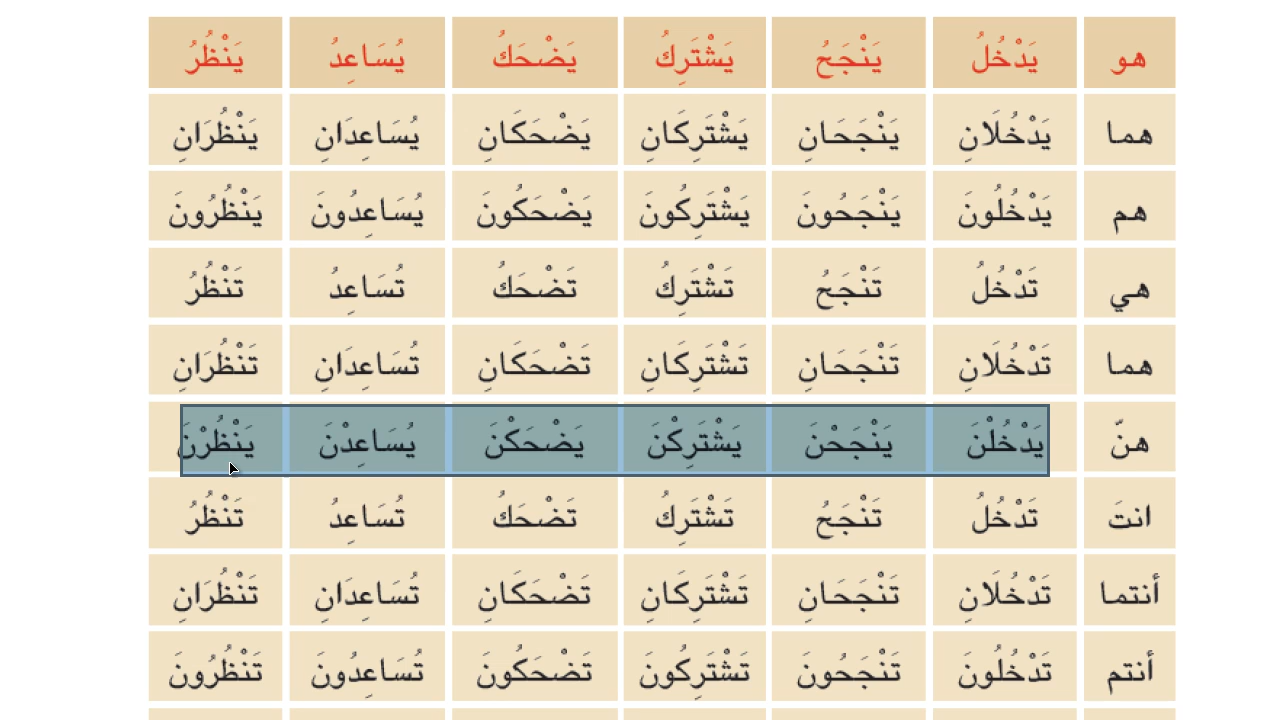 هو يَدْخُلُ يَنْجَحُ يَشْتَرِكُ يَضْحَكُ يُسَاعِدُ يَنْظُرُ
هما يَدْخُلَانِ يَنْجَحَانِ يَشْتَرِكَانِ يَضْحَكَانِ يُسَاعِدَانِ يَنْظُرَانِ
هم يَدْخُلُونَ يَنْجَحُونَ يَشْتَرِكُونَ يَضْحَكُونَ يُسَاعِدُونَ يَنْظُرُونَ
هي تَدْخُلُ تَنْجَحُ تَشْتَرِكُ تَضْحَكُ تُسَاعِدُ تَنْظُرُ
هما تَدْخُلَانِ تَنْجَحَانِ تَشْتَرِكَانِ تَضْحَكَانِ تُسَاعِدَانِ تَنْظُرَانِ
هنّ يَدْخُلْنَ يَنْجَحْنَ يَشْتَرِكْنَ يَضْحَكْنَ يُسَاعِدْنَ يَنْظُرْنَ
انتَ تَدْخُلُ تَنْجَحُ تَشْتَرِكُ تَضْحَكُ تُسَاعِدُ تَنْظُرُ
أنتما تَدْخُلَانِ تَنْجَحَانِ تَشْتَرِكَانِ تَضْحَكَانِ تُسَاعِدَانِ تَنْظُرَانِ
أنتم تَدْخُلُونَ تَنْجَحُونَ تَشْتَرِكُونَ تَضْحَكُونَ تُسَاعِدُونَ تَنْظُرُونَ